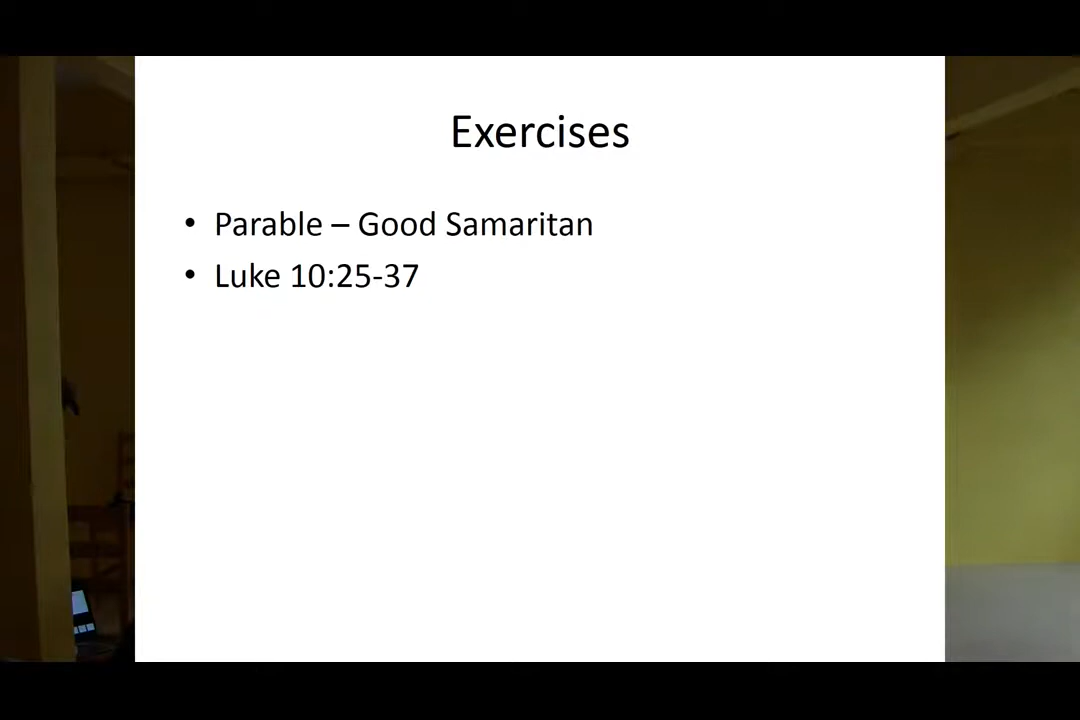 Exercises
• Parable – Good Samaritan
• Luke 10:25-37